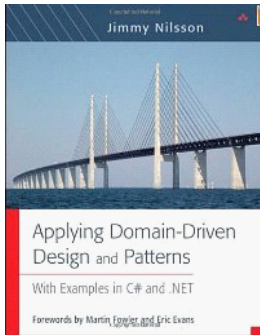 Jimmy Nilsson
Applying Domain-Driven
Design and Patterns
With Examples in C# and .NET
Forewords by Martin Fowler and Eric Evans